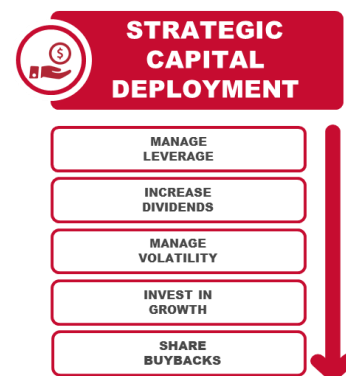 STRATEGIC
CAPITAL
DEPLOYMENT
$
MANAGE
LEVERAGE
INCREASE
DIVIDENDS
MANAGE
VOLATILITY
INVEST IN
GROWTH
SHARE
BUYBACKS